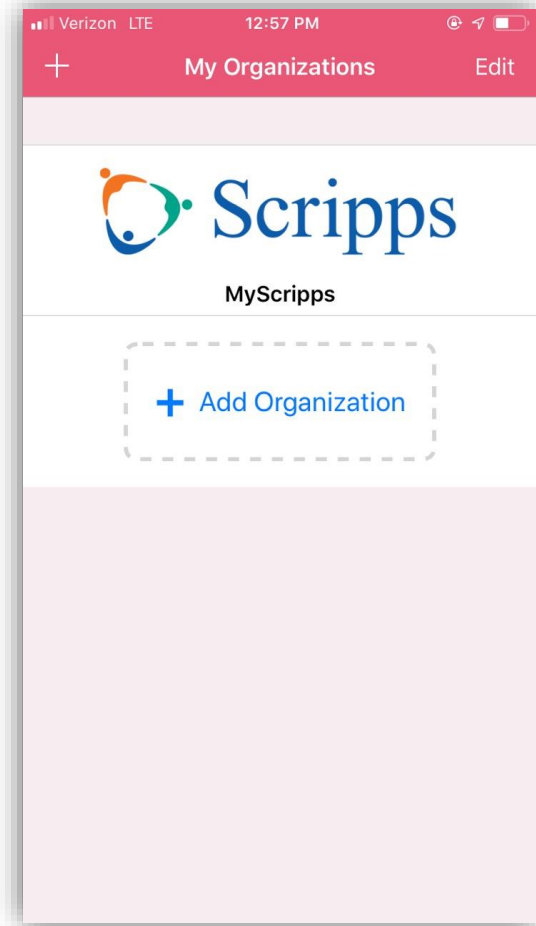 Verizon LTE 12:57 PM
+ My Organizations Edit
Scripps
MyScripps
+ Add Organization